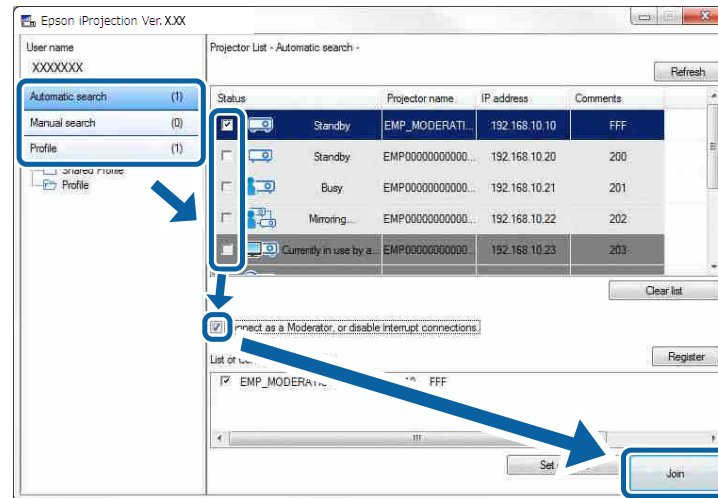 Epson iProjection Ver. X.XX
User name
XXXXXXX
Automatic search (1)
Manual search (0)
Profile (1)
Shared Profile
Profile
Projector List - Automatic search -
Refresh
Status Projector name IP address Comments
Standby EMP_MODERATI... 192.168.10.10 FFF
Standby EMP00000000000... 192.168.10.20 200
Busy EMP00000000000... 192.168.10.21 201
Mirroring... EMP00000000000... 192.168.10.22 202
Currently in use by a... EMP00000000000... 192.168.10.23 203
Clear list
as a Moderator, or disable interrupt connections.
List of
Register
EMP_MODERATI FFF
Set
Join